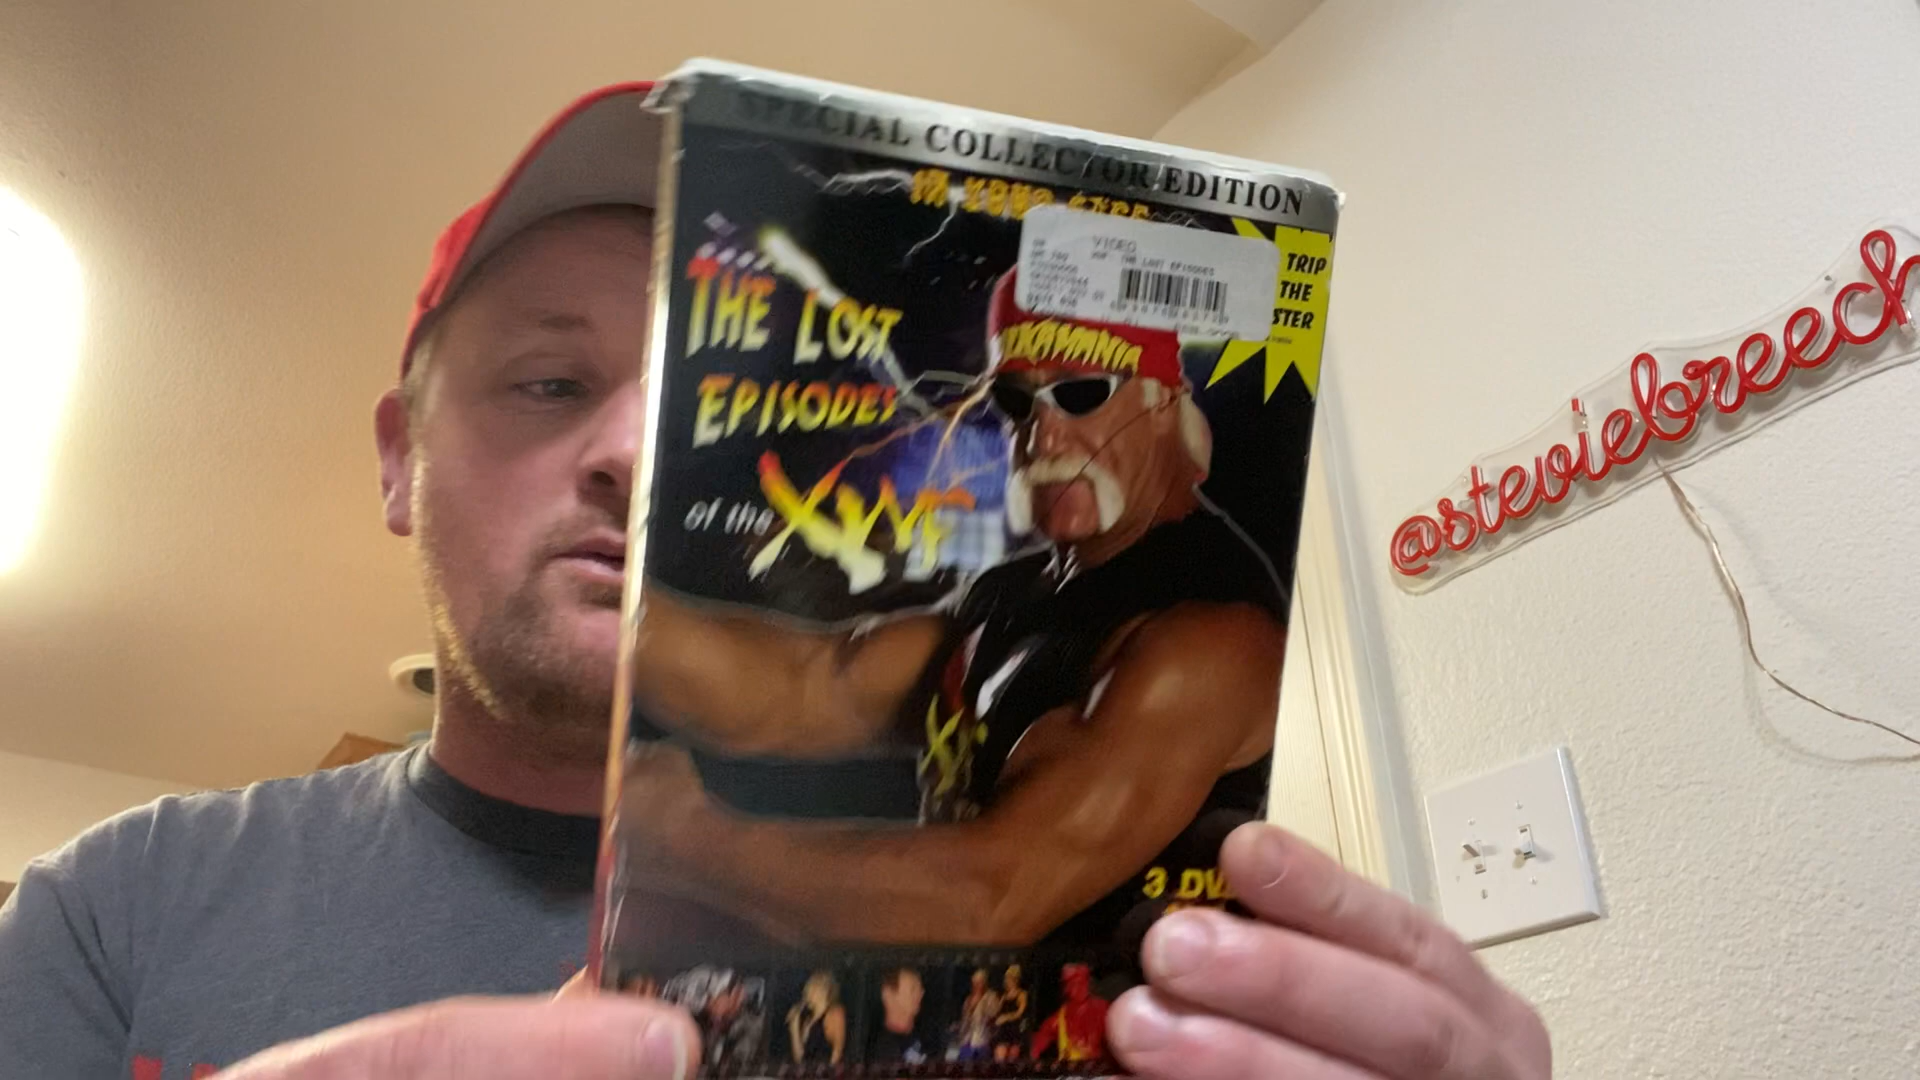 SPECIAL COLLECTOR EDITION
VIDEO
THE LOST EPISODES
TRIP
THE
STER
THE LOST
EPISODES
of the XWF
IXAMANIA
3 DV
@steviebreech